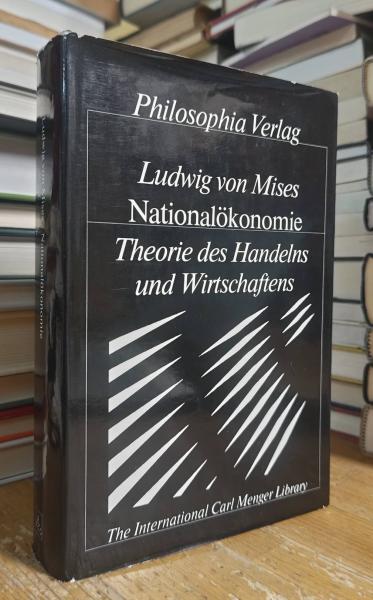 Philosophia Verlag
Ludwig von Mises
Nationalökonomie
Theorie des Handelns
und Wirtschaftens
The International Carl Menger Library
Ludwig von Mises Nationalökonomie